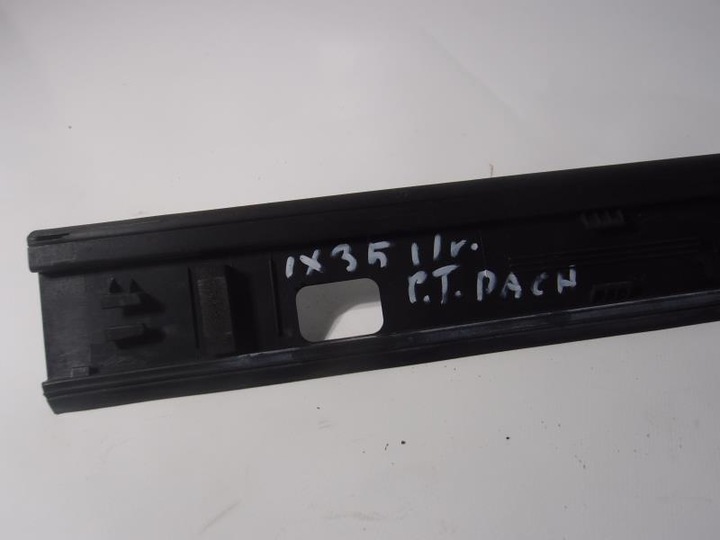 IX35 11r.
P.T. DACH